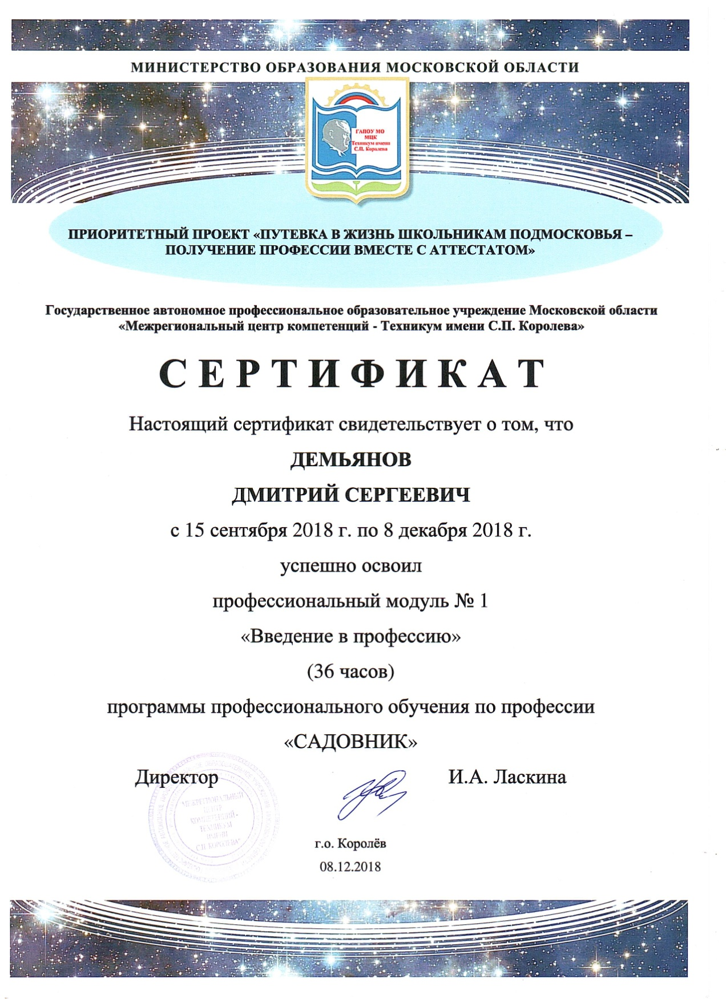 МИНИСТЕРСТВО ОБРАЗОВАНИЯ МОСКОВСКОЙ ОБЛАСТИ
ГАПОУ МО
МЦК
Техникум имени
С.П. Королева
ПРИОРИТЕТНЫЙ ПРОЕКТ «ПУТЕВКА В ЖИЗНЬ ШКОЛЬНИКАМ ПОДМОСКОВЬЯ –
ПОЛУЧЕНИЕ ПРОФЕССИИ ВМЕСТЕ С АТТЕСТАТОМ»
Государственное автономное профессиональное образовательное учреждение Московской области
«Межрегиональный центр компетенций - Техникум имени С.П. Королева»
СЕРТИФИКАТ
Настоящий сертификат свидетельствует о том, что
ДЕМЬЯНОВ
ДМИТРИЙ СЕРГЕЕВИЧ
с 15 сентября 2018 г. по 8 декабря 2018 г.
успешно освоил
профессиональный модуль № 1
«Введение в профессию»
(36 часов)
программы профессионального обучения по профессии
«САДОВНИК»
Директор И.А. Ласкина
МЕЖРЕГИОНАЛЬНЫЙ
ЦЕНТР
КОМПЕТЕНЦИЙ -
ТЕХНИКУМ
ИМЕНИ
С.П. КОРОЛЕВА"
г.о. Королёв
08.12.2018